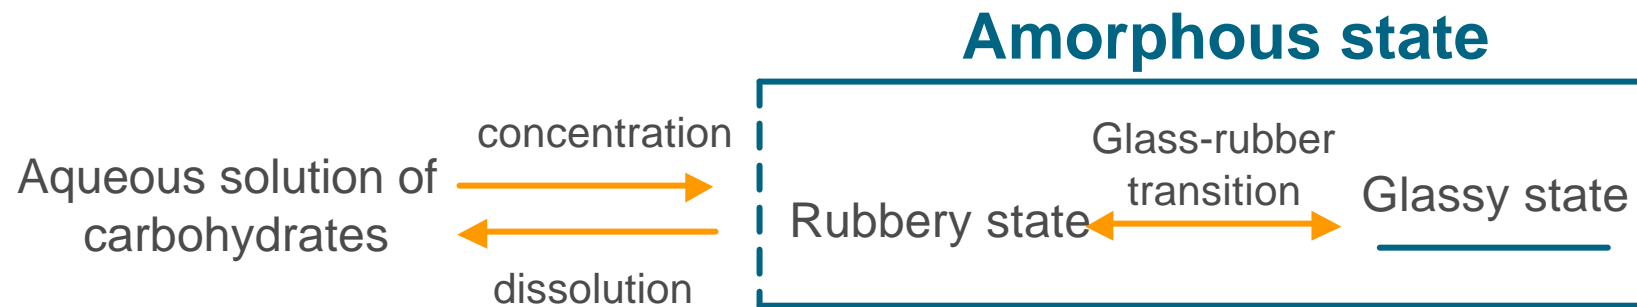 Amorphous state
concentration
Aqueous solution of
carbohydrates
dissolution
Glass-rubber
transition
Rubbery state
Glassy state